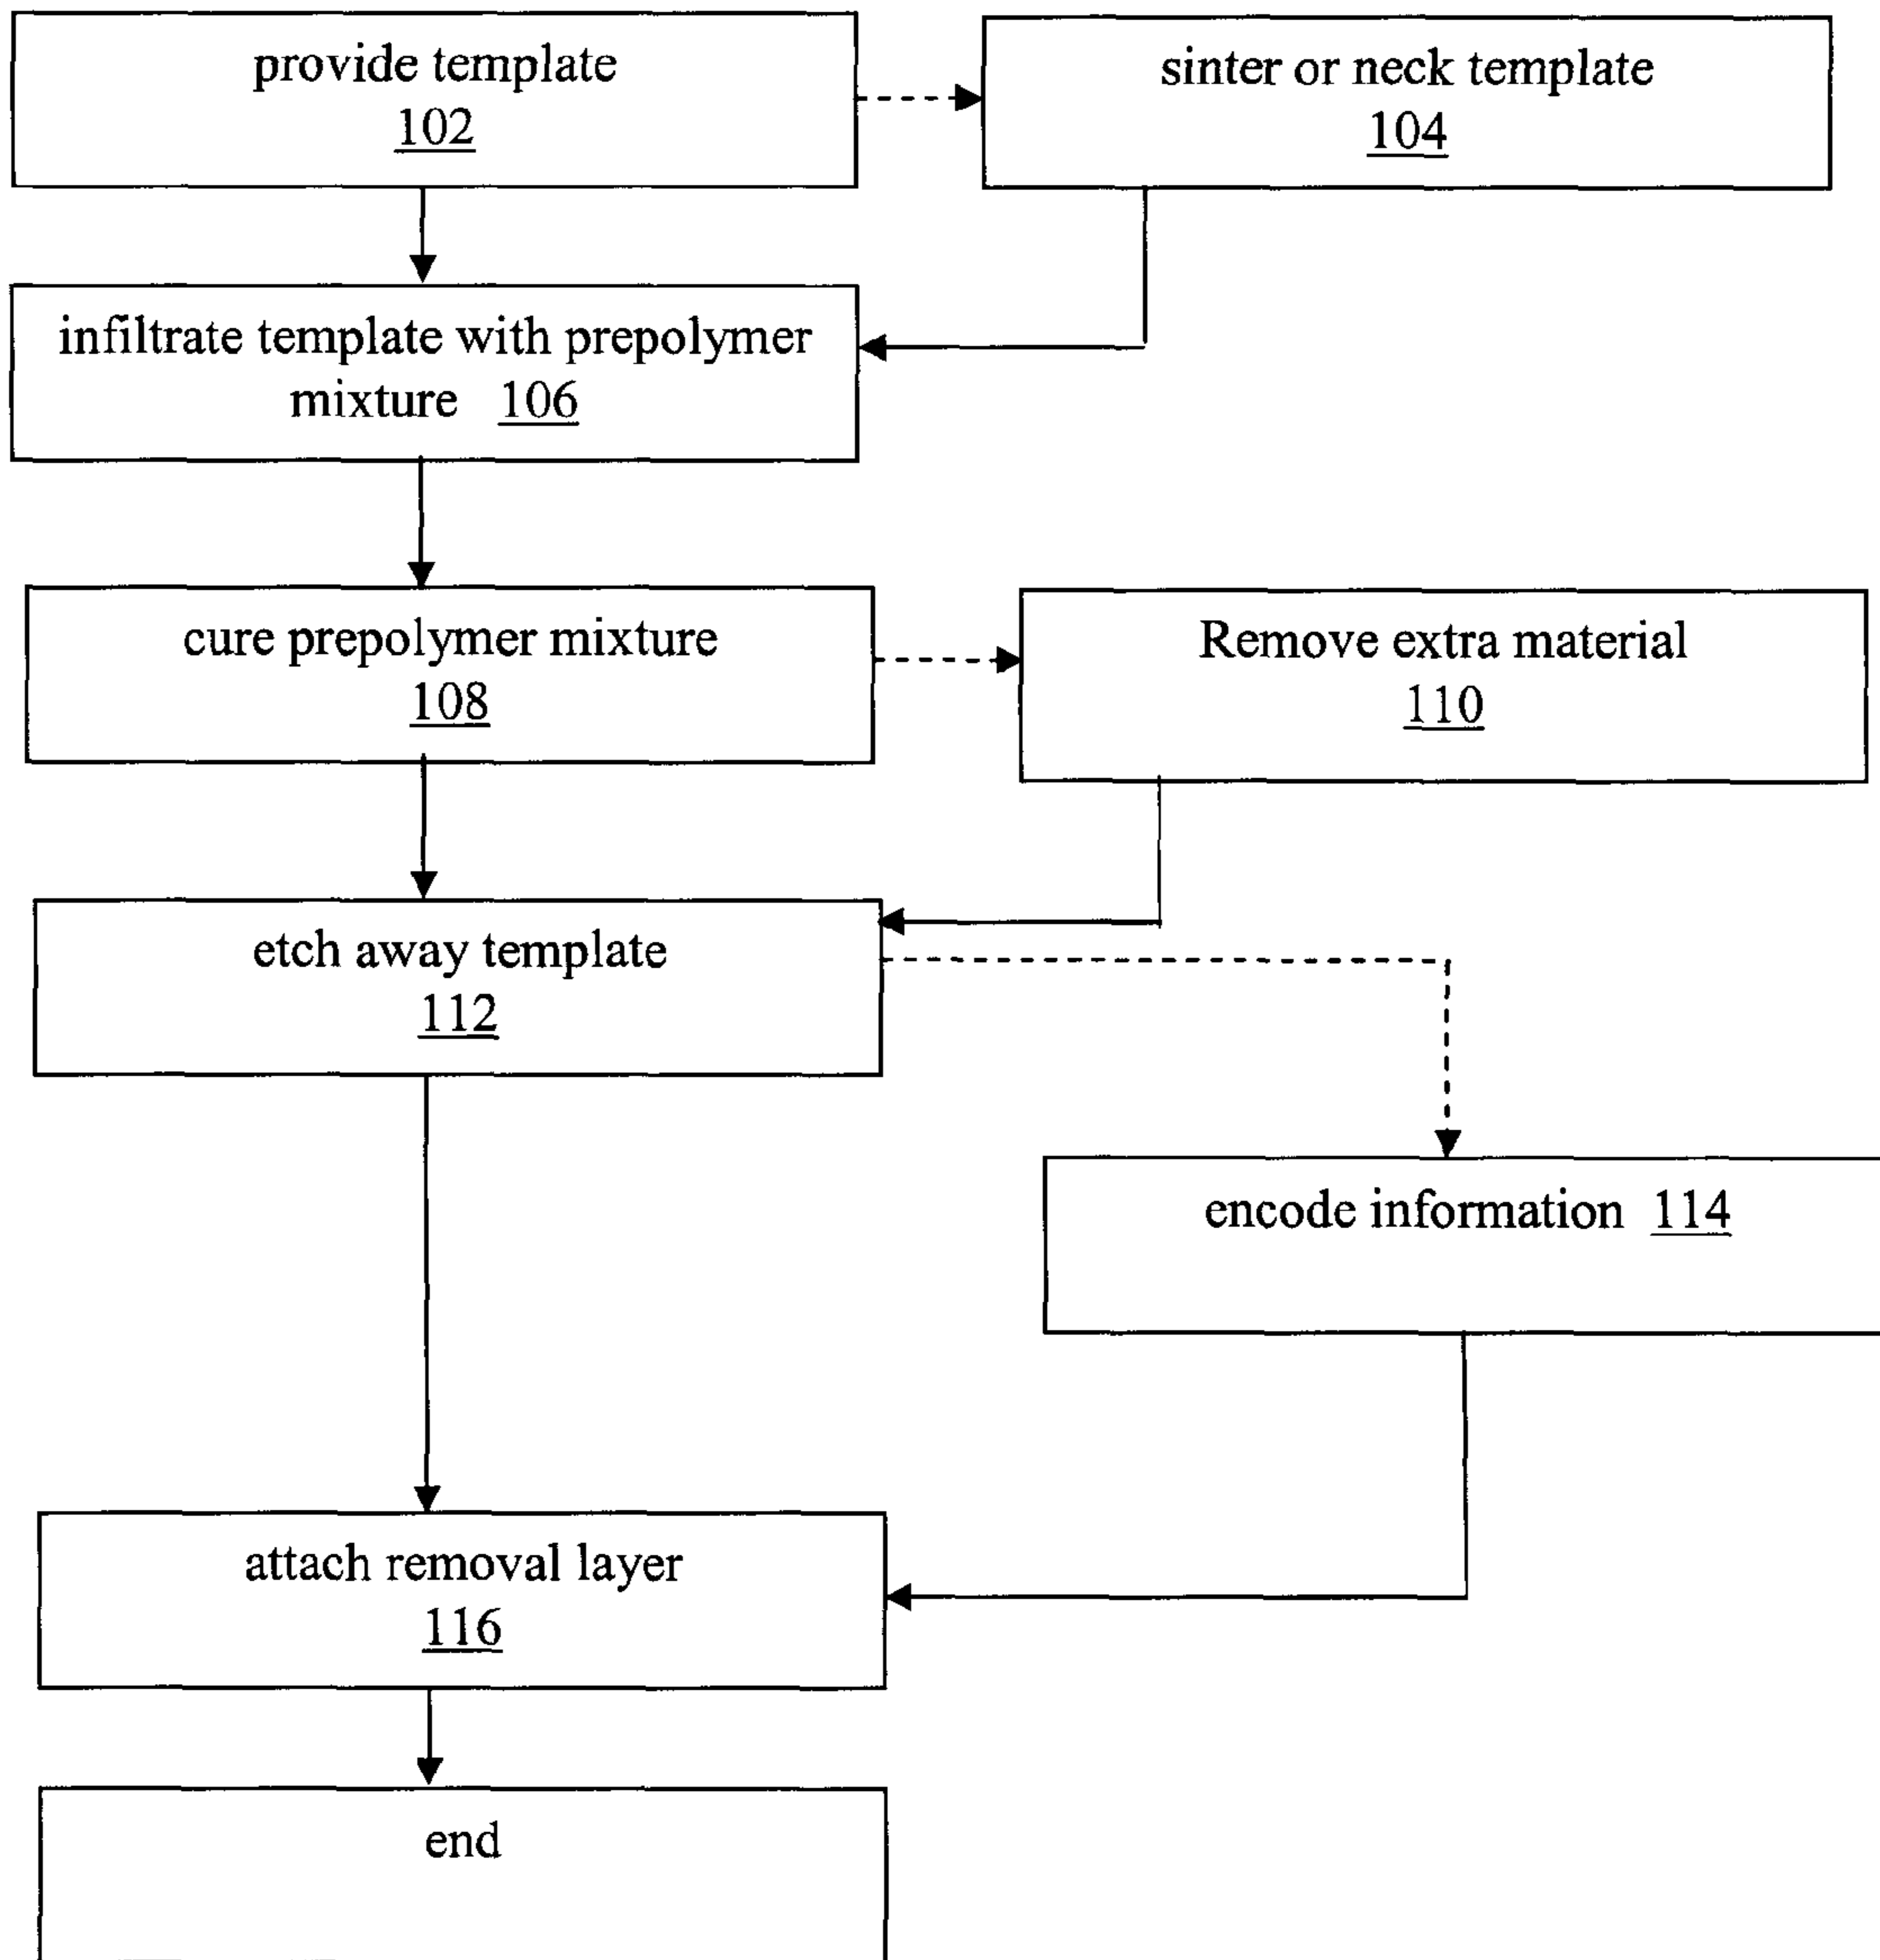 provide template
102
sinter or neck template
104
infiltrate template with prepolymer
mixture 106
cure prepolymer mixture
108
Remove extra material
110
etch away template
112
encode information 114
attach removal layer
116
end